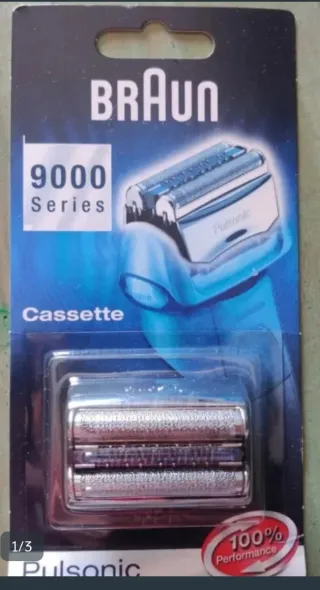 BRAUN
9000
Series
Pulsonic
Cassette
100%
Performance
1/3
Pulsonic